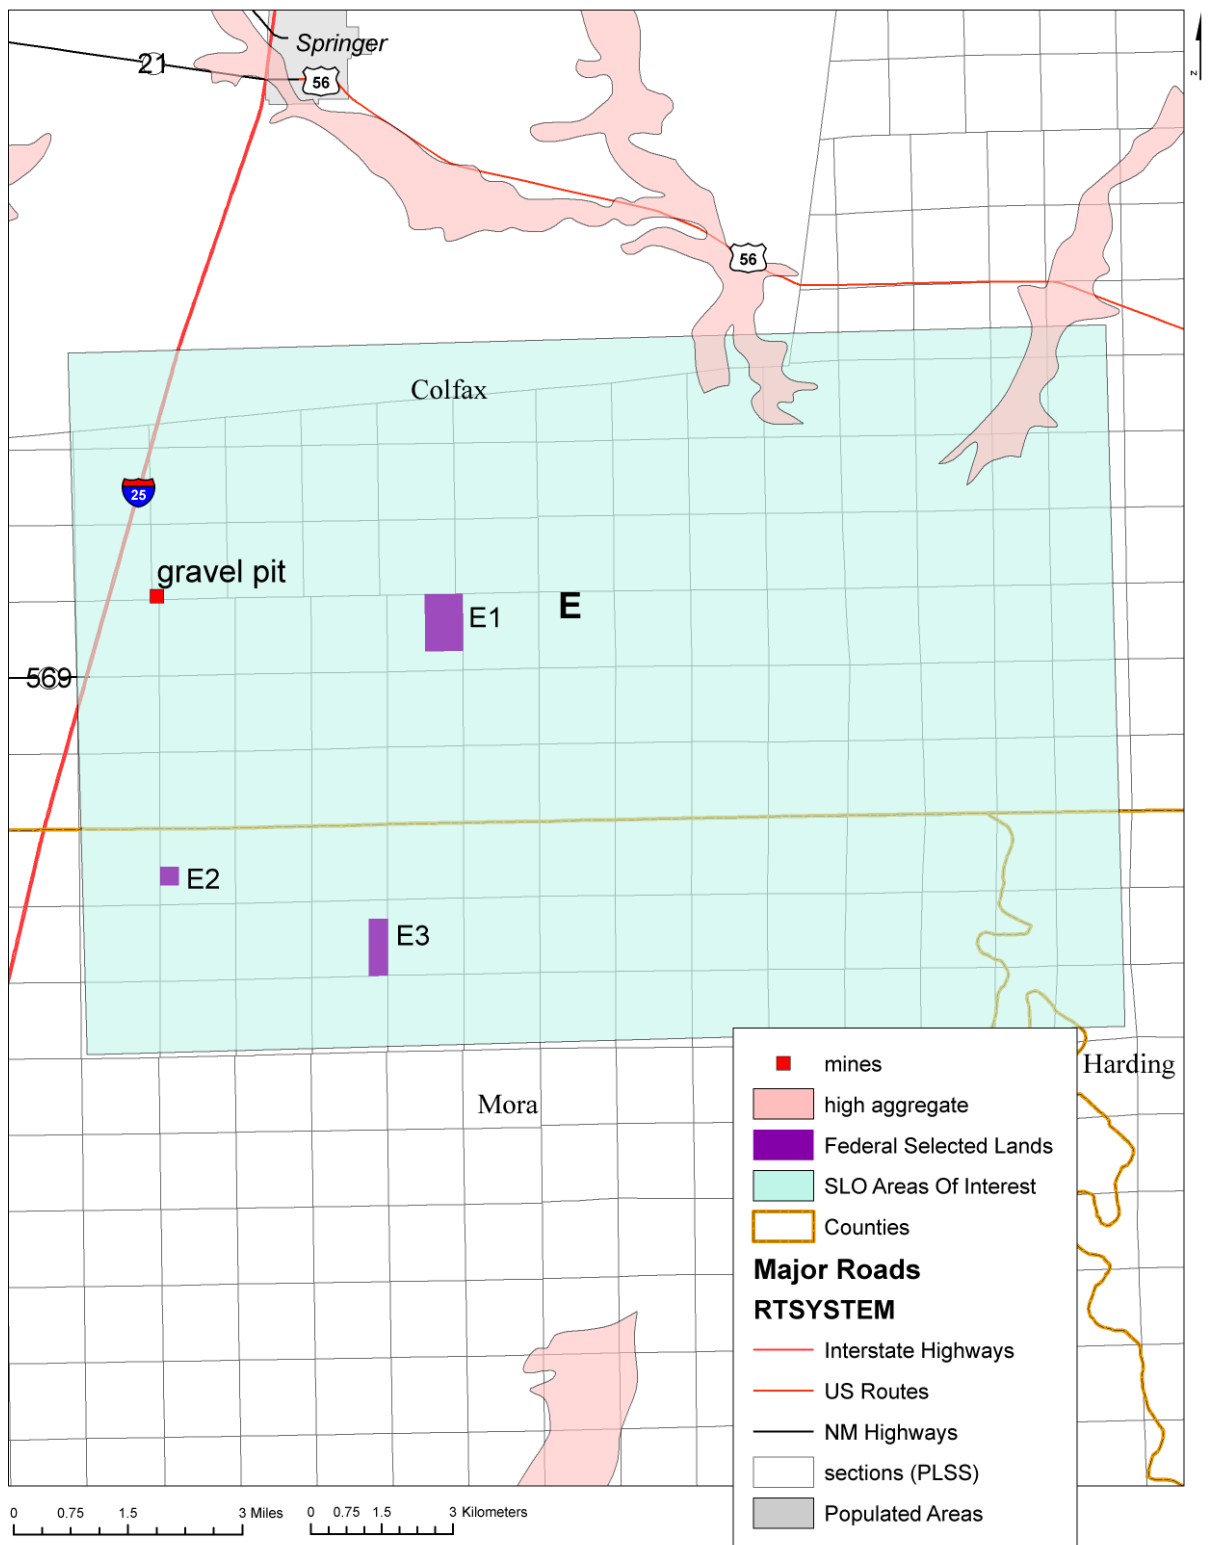 Springer
21
56
N
56
Colfax
25
gravel pit
E1
E
569
E2
E3
Harding
Mora
mines
high aggregate
Federal Selected Lands
SLO Areas Of Interest
Counties
Major Roads
RTSYSTEM
Interstate Highways
US Routes
NM Highways
sections (PLSS)
Populated Areas
0 0.75 1.5 3 Miles
0 0.75 1.5 3 Kilometers